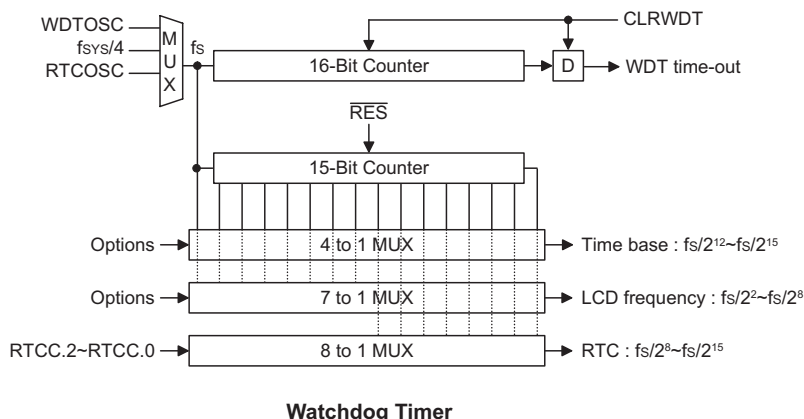 WDTOSC
fSYS/4
RTCOSC
MUX
fS
16-Bit Counter
CLRWDT
D
WDT time-out
RES
15-Bit Counter
Options
4 to 1 MUX
Time base : fS/2¹²~fS/2¹⁵
Options
7 to 1 MUX
LCD frequency : fS/2²~fS/2⁸
RTCC.2~RTCC.0
8 to 1 MUX
RTC : fS/2⁸~fS/2¹⁵
Watchdog Timer